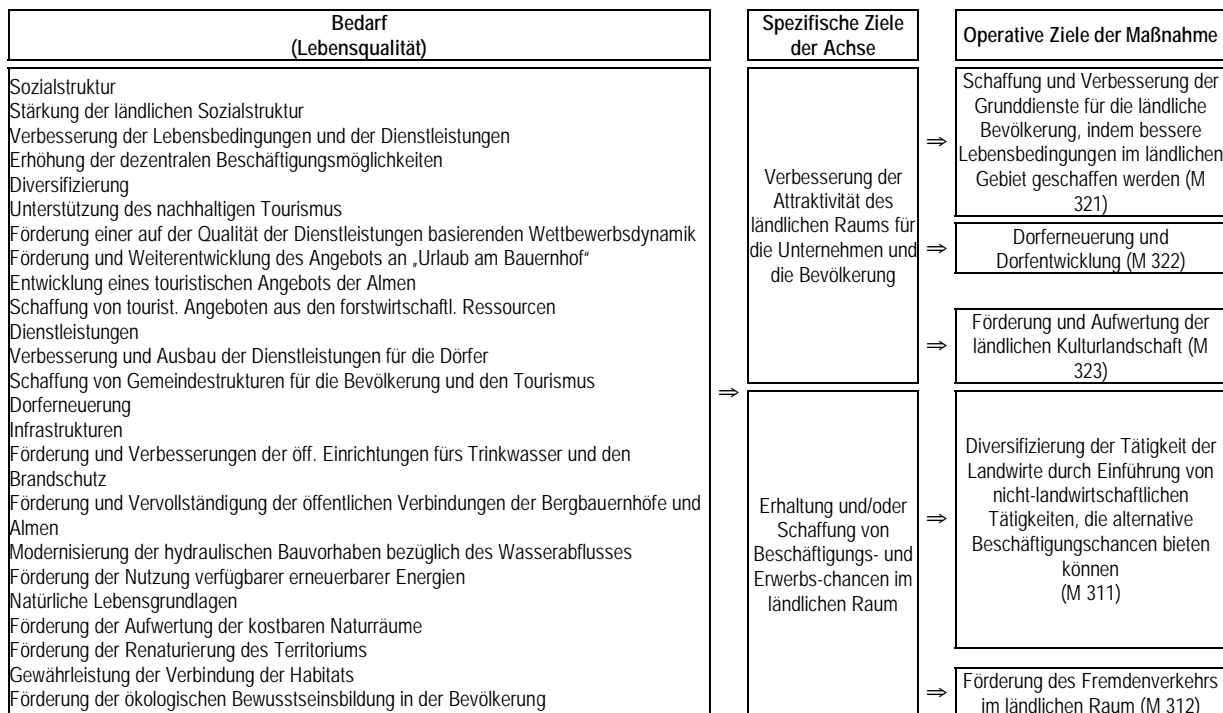 Bedarf
(Lebensqualität)
Sozialstruktur
Stärkung der ländlichen Sozialstruktur
Verbesserung der Lebensbedingungen und der Dienstleistungen
Erhöhung der dezentralen Beschäftigungsmöglichkeiten
Diversifizierung
Unterstützung des nachhaltigen Tourismus
Förderung einer auf der Qualität der Dienstleistungen basierenden Wettbewerbsdynamik
Förderung und Weiterentwicklung des Angebots an „Urlaub am Bauernhof“
Entwicklung eines touristischen Angebots der Almen
Schaffung von tourist. Angeboten aus den forstwirtschaftl. Ressourcen
Dienstleistungen
Verbesserung und Ausbau der Dienstleistungen für die Dörfer
Schaffung von Gemeindestrukturen für die Bevölkerung und den Tourismus
Dorferneuerung
Infrastrukturen
Förderung und Verbesserungen der öff. Einrichtungen fürs Trinkwasser und den
Brandschutz
Förderung und Vervollständigung der öffentlichen Verbindungen der Bergbauernhöfe und
Almen
Modernisierung der hydraulischen Bauvorhaben bezüglich des Wasserabflusses
Förderung der Nutzung verfügbarer erneuerbarer Energien
Natürliche Lebensgrundlagen
Förderung der Aufwertung der kostbaren Naturräume
Förderung der Renaturierung des Territoriums
Gewährleistung der Verbindung der Habitats
Förderung der ökologischen Bewusstseinsbildung in der Bevölkerung
⇒
Spezifische Ziele
der Achse
Verbesserung der
Attraktivität des
ländlichen Raums für
die Unternehmen und
die Bevölkerung
Erhaltung und/oder
Schaffung von
Beschäftigungs- und
Erwerbs-chancen im
ländlichen Raum
Operative Ziele der Maßnahme
⇒
Schaffung und Verbesserung der
Grunddienste für die ländliche
Bevölkerung, indem bessere
Lebensbedingungen im ländlichen
Gebiet geschaffen werden (M
321)
⇒
Dorferneuerung und
Dorfentwicklung (M 322)
⇒
Förderung und Aufwertung der
ländlichen Kulturlandschaft (M
323)
⇒
Diversifizierung der Tätigkeit der
Landwirte durch Einführung von
nicht-landwirtschaftlichen
Tätigkeiten, die alternative
Beschäftigungschancen bieten
können
(M 311)
⇒
Förderung des Fremdenverkehrs
im ländlichen Raum (M 312)